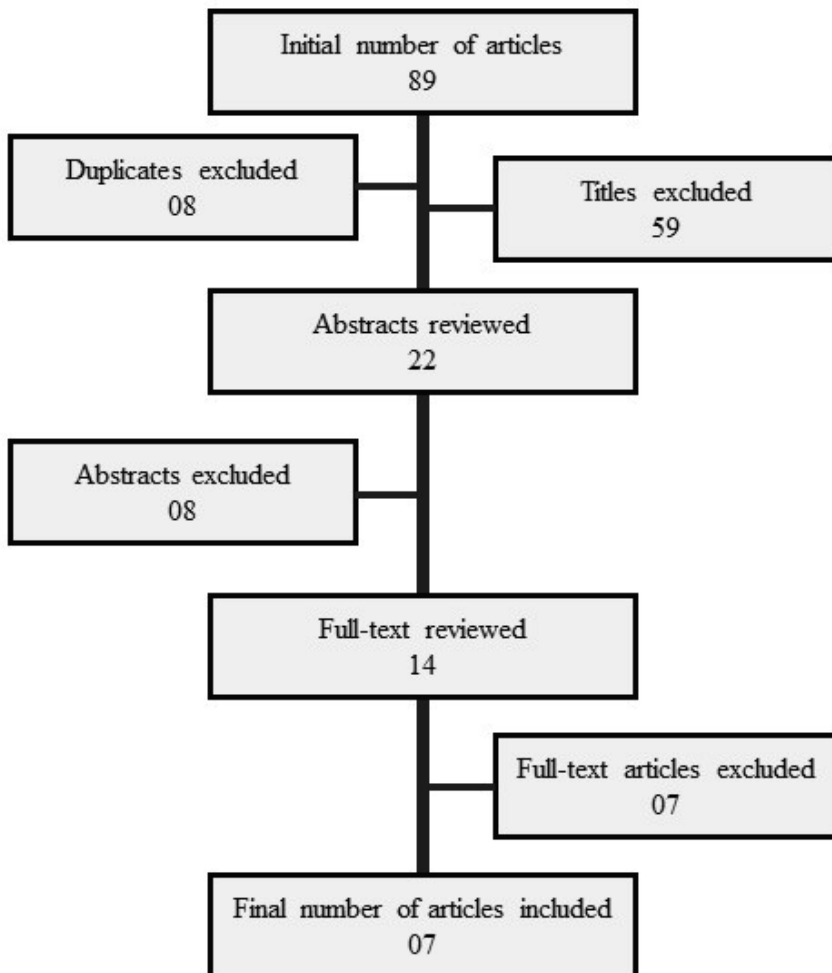 Initial number of articles
89
Duplicates excluded
08
Titles excluded
59
Abstracts reviewed
22
Abstracts excluded
08
Full-text reviewed
14
Full-text articles excluded
07
Final number of articles included
07